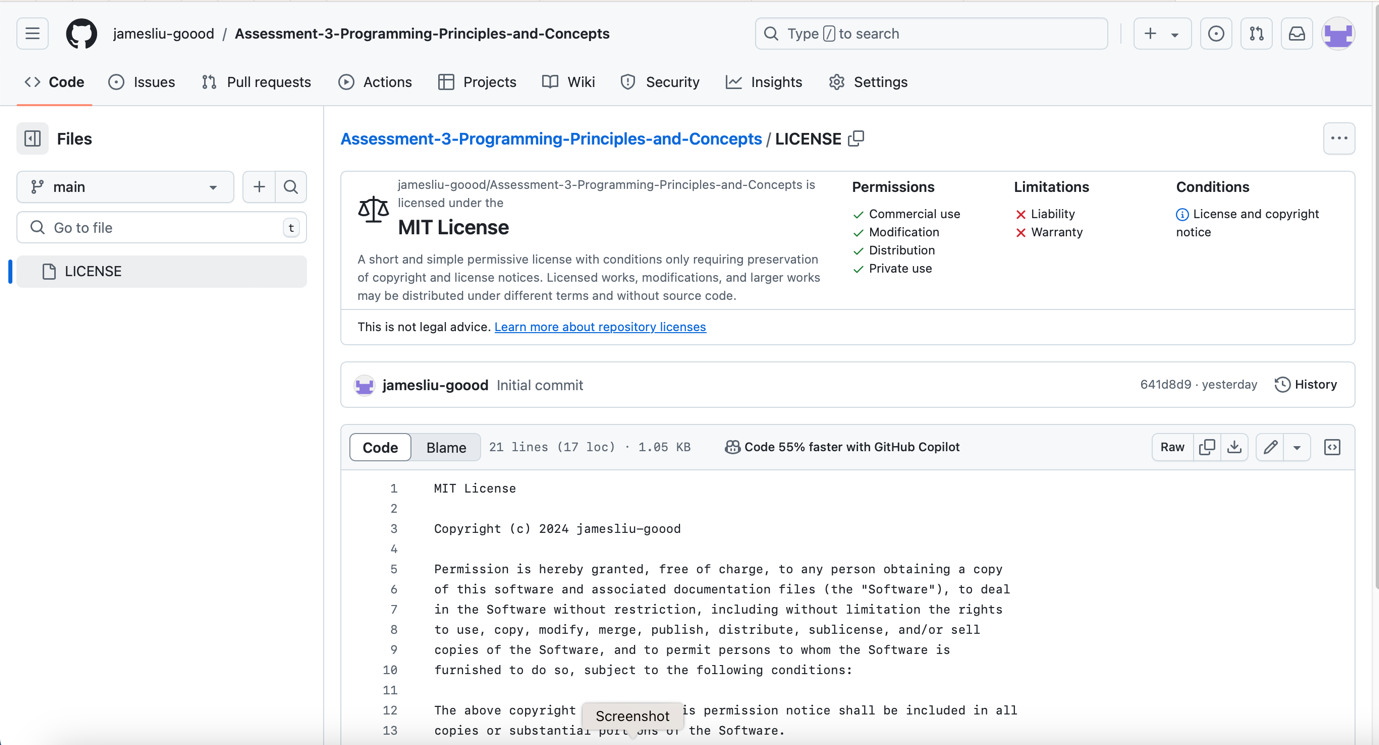 jamesliu-goood / Assessment-3-Programming-Principles-and-Concepts
Type / to search
Code Issues Pull requests Actions Projects Wiki Security Insights Settings
Files
main
Go to file t
LICENSE
Assessment-3-Programming-Principles-and-Concepts / LICENSE
jamesliu-goood/Assessment-3-Programming-Principles-and-Concepts is
licensed under the
MIT License
A short and simple permissive license with conditions only requiring preservation
of copyright and license notices. Licensed works, modifications, and larger works
may be distributed under different terms and without source code.
Permissions
Commercial use
Modification
Distribution
Private use
Limitations
Liability
Warranty
Conditions
License and copyright
notice
This is not legal advice. Learn more about repository licenses
jamesliu-goood Initial commit
641d8d9 · yesterday History
Code Blame 21 lines (17 loc) · 1.05 KB Code 55% faster with GitHub Copilot Raw
1 MIT License
2
3 Copyright (c) 2024 jamesliu-goood
4
5 Permission is hereby granted, free of charge, to any person obtaining a copy
6 of this software and associated documentation files (the "Software"), to deal
7 in the Software without restriction, including without limitation the rights
8 to use, copy, modify, merge, publish, distribute, sublicense, and/or sell
9 copies of the Software, and to permit persons to whom the Software is
10 furnished to do so, subject to the following conditions:
11
12 The above copyright is permission notice shall be included in all
13 copies or substantial portions of the Software.
Screenshot